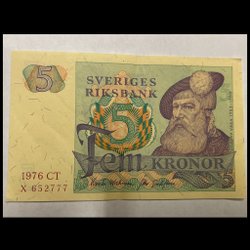 5
SVERIGES
RIKSBANK
5
Fem KRONOR
1976 CT
X 652777
5